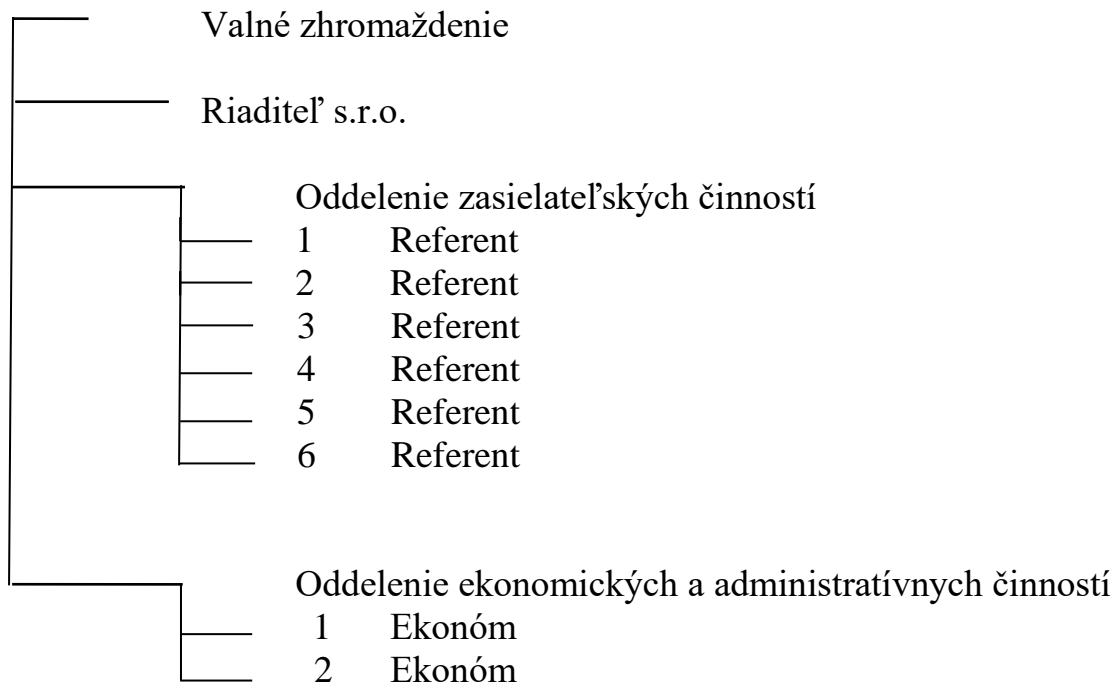 Valné zhromaždenie
Riaditeľ s.r.o.
Oddelenie zasielateľských činností
1 Referent
2 Referent
3 Referent
4 Referent
5 Referent
6 Referent
Oddelenie ekonomických a administratívnych činností
1 Ekonóm
2 Ekonóm